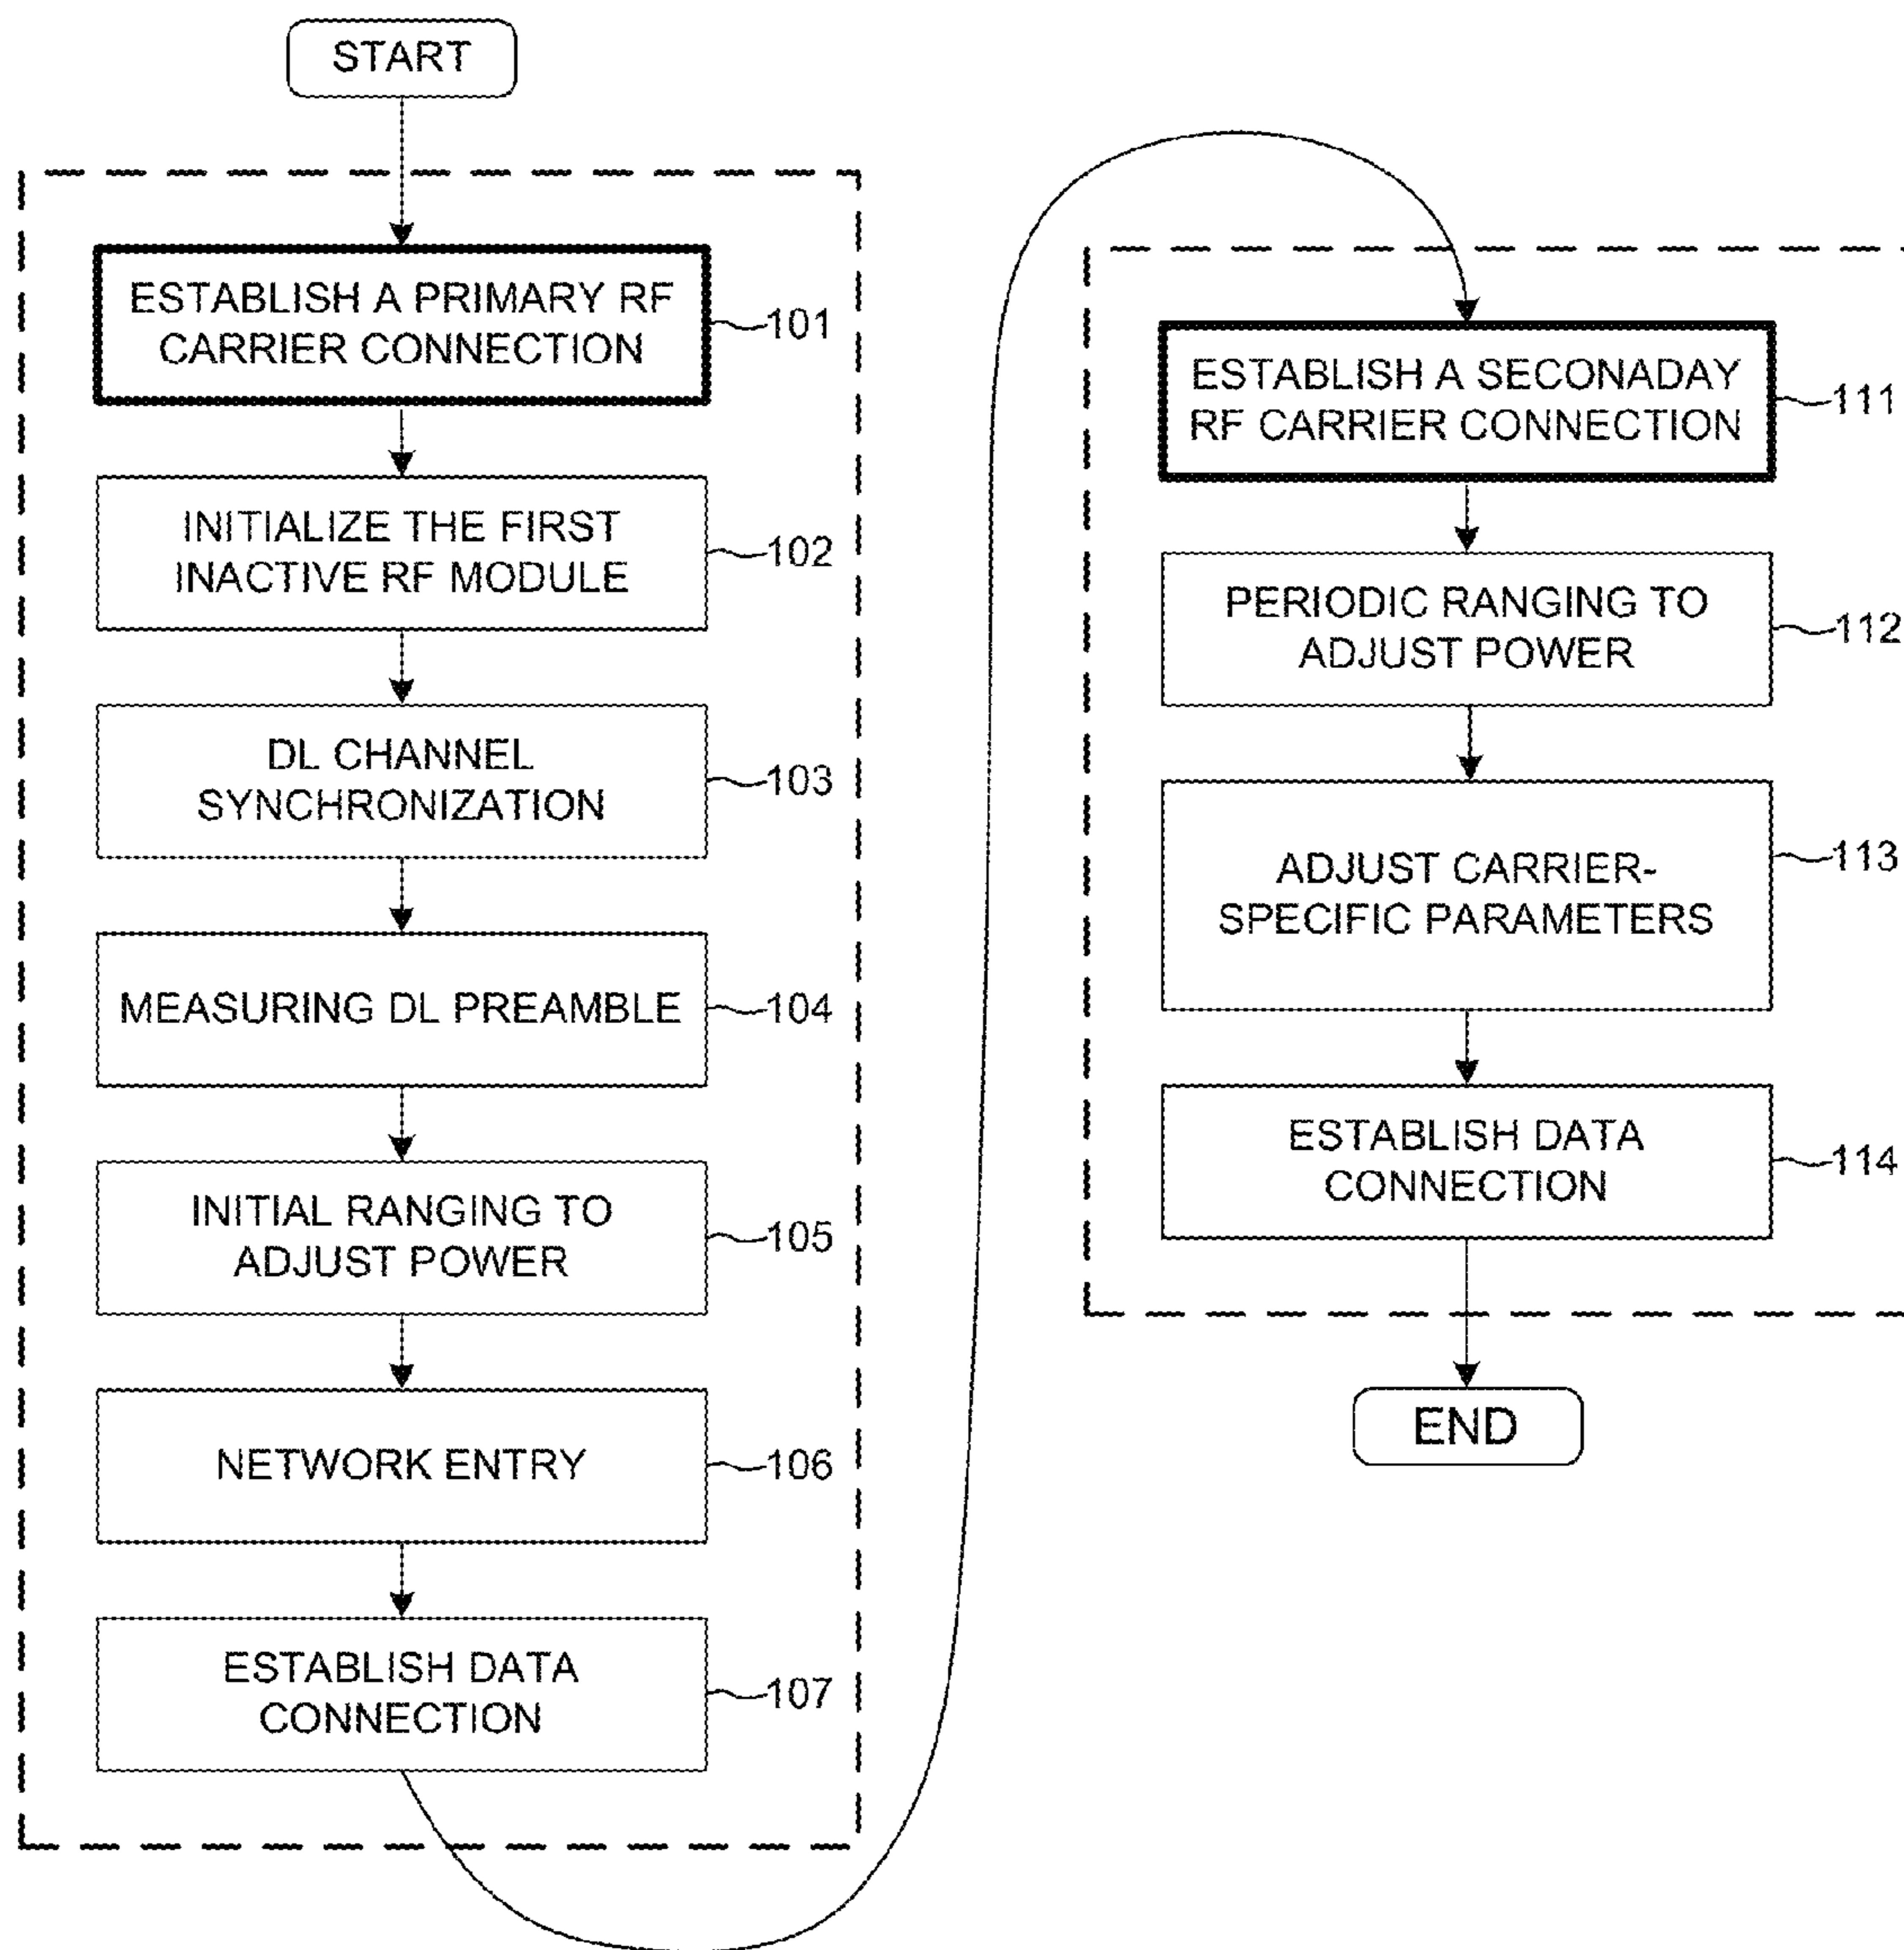 START
ESTABLISH A PRIMARY RF
CARRIER CONNECTION
101
INITIALIZE THE FIRST
INACTIVE RF MODULE
102
DL CHANNEL
SYNCHRONIZATION
103
MEASURING DL PREAMBLE
104
INITIAL RANGING TO
ADJUST POWER
105
NETWORK ENTRY
106
ESTABLISH DATA
CONNECTION
107
ESTABLISH A SECONADAY
RF CARRIER CONNECTION
111
PERIODIC RANGING TO
ADJUST POWER
112
ADJUST CARRIER-
SPECIFIC PARAMETERS
113
ESTABLISH DATA
CONNECTION
114
END